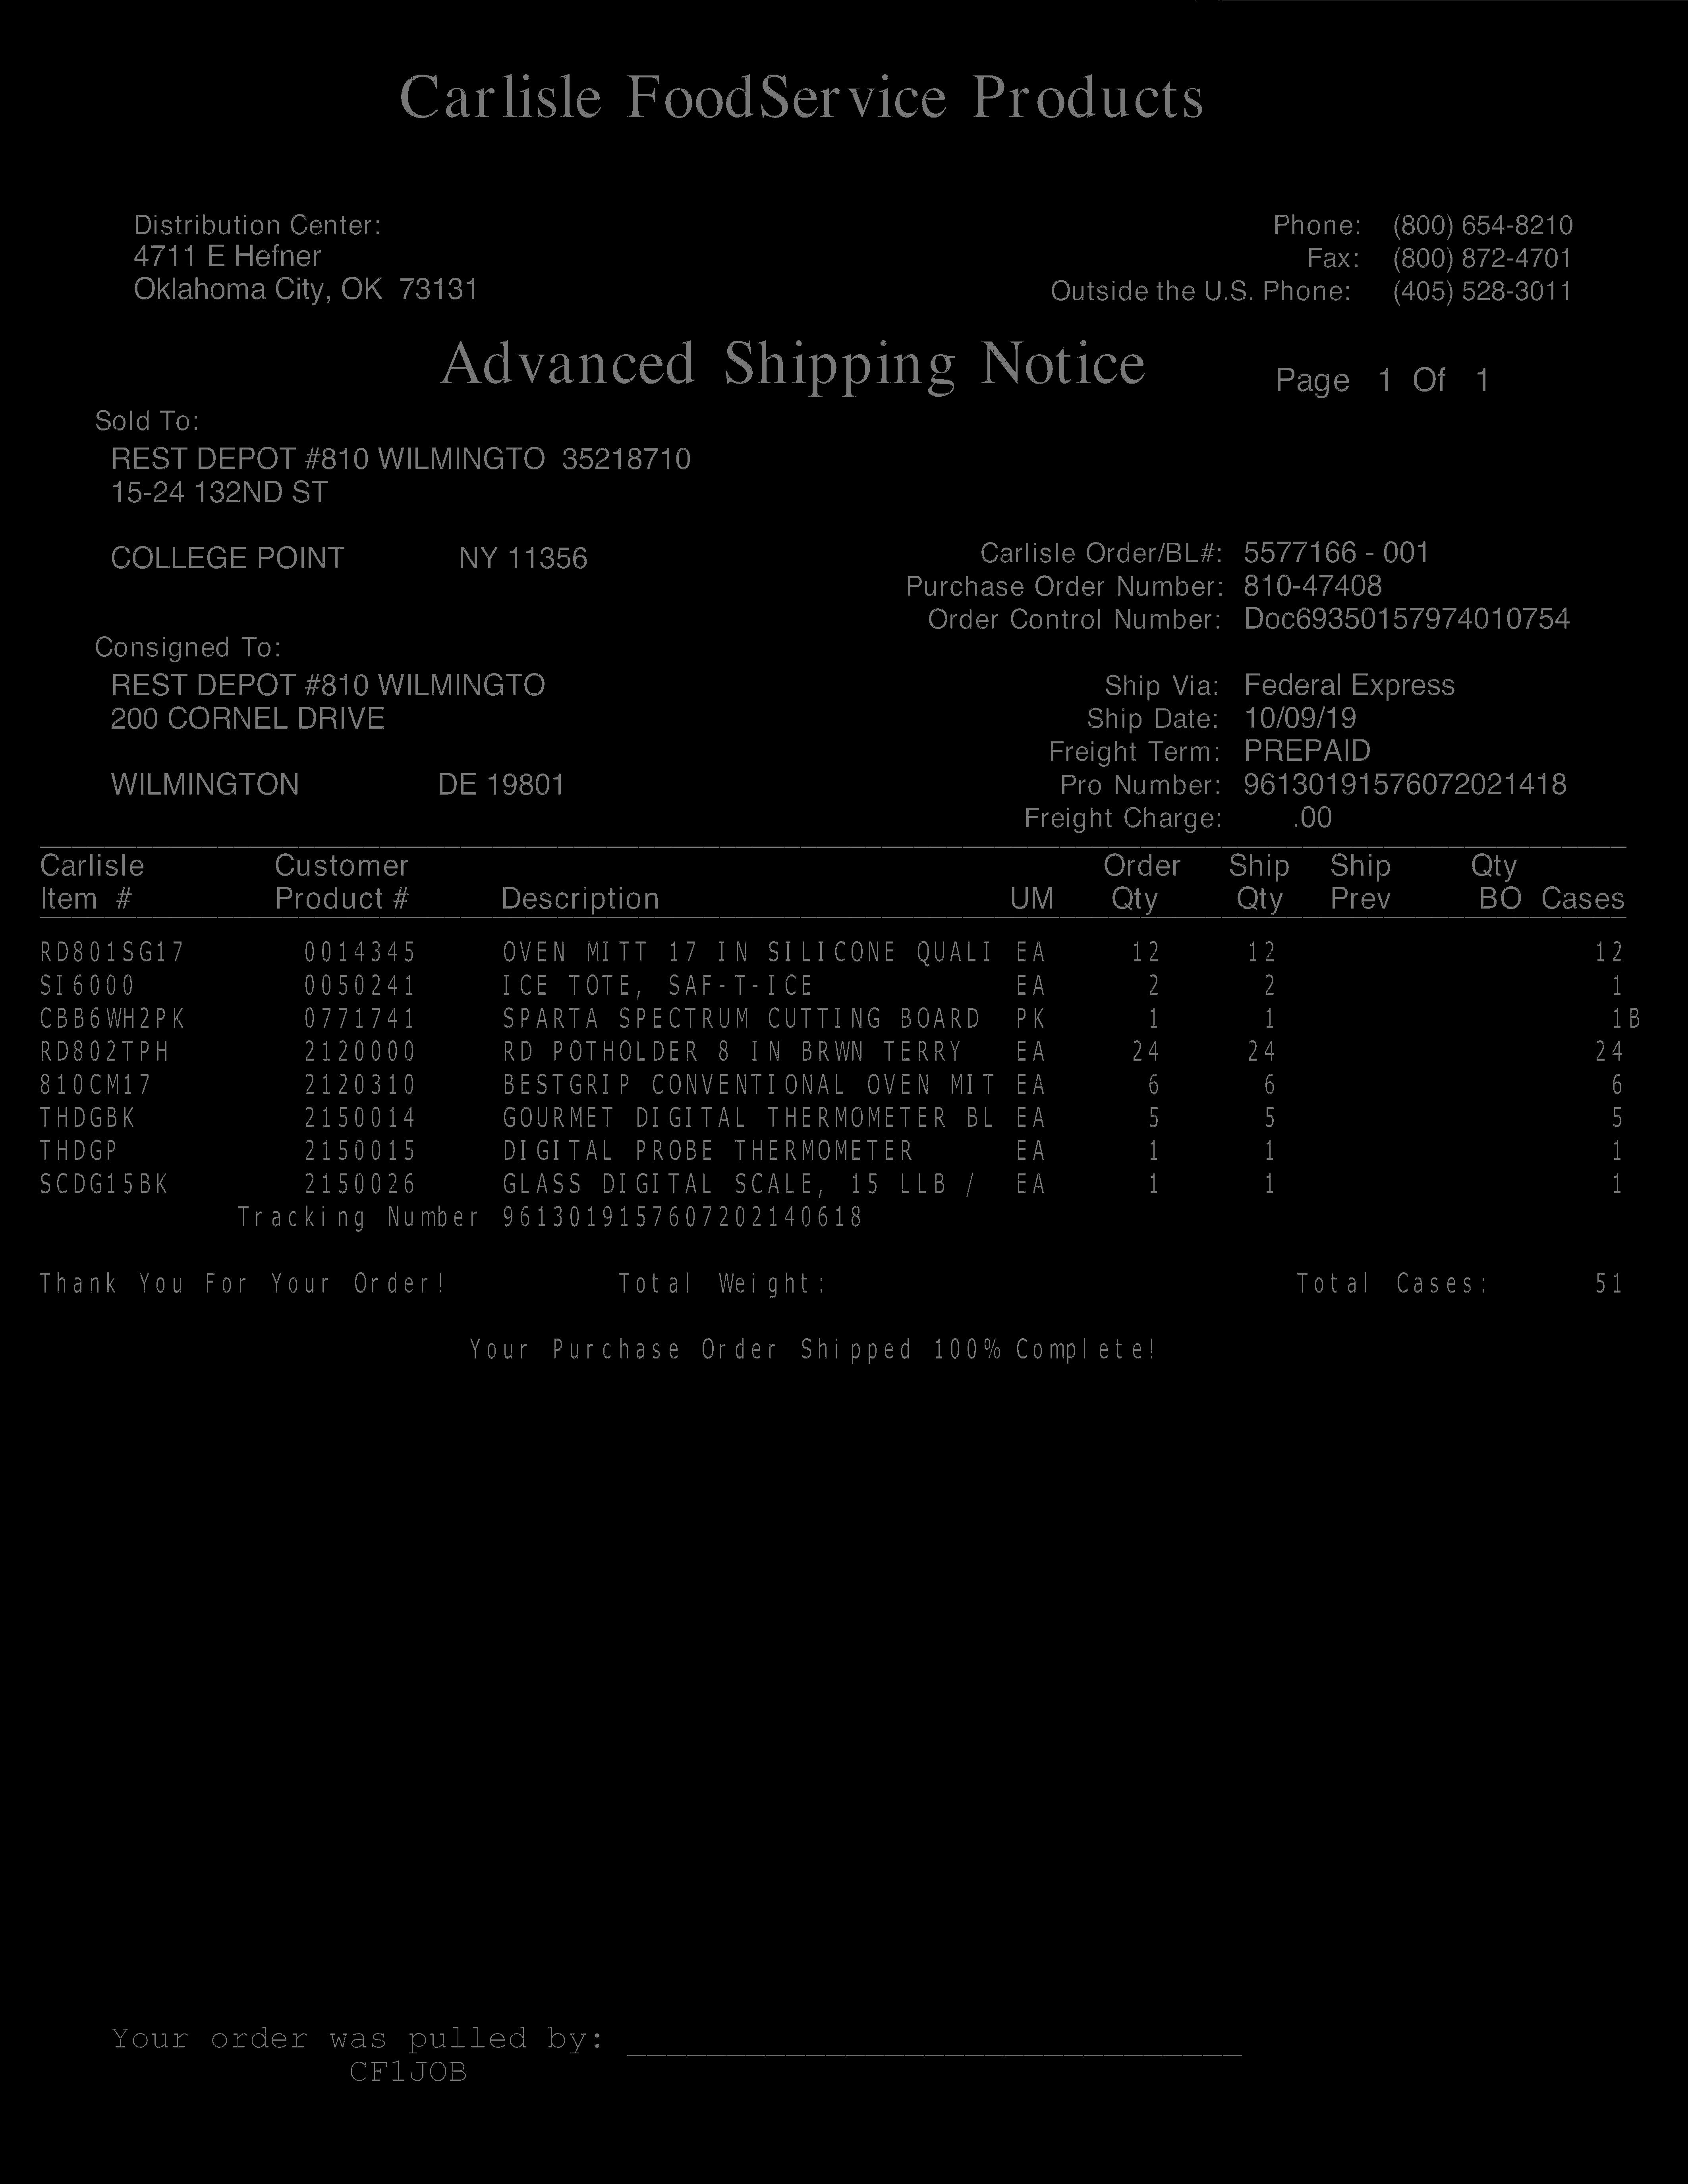 Carlisle FoodService Products
Distribution Center:
4711 E Hefner
Oklahoma City, OK 73131
Phone: (800) 654-8210
Fax: (800) 872-4701
Outside the U.S. Phone: (405) 528-3011
Advanced Shipping Notice Page 1 Of 1
Sold To:
REST DEPOT #810 WILMINGTO 35218710
15-24 132ND ST
COLLEGE POINT NY 11356
Carlisle Order/BL#: 5577166 - 001
Purchase Order Number: 810-47408
Order Control Number: Doc69350157974010754
Consigned To:
REST DEPOT #810 WILMINGTO
200 CORNEL DRIVE
WILMINGTON DE 19801
Ship Via: Federal Express
Ship Date: 10/09/19
Freight Term: PREPAID
Pro Number: 96130191576072021418
Freight Charge: .00
Carlisle Customer Order Ship Ship Qty
Item # Product # Description UM Qty Qty Prev BO Cases
RD801SG17 0014345 OVEN MITT 17 IN SILICONE QUALI EA 12 12 12
SI6000 0050241 ICE TOTE, SAF-T-ICE EA 2 2 1
CBB6WH2PK 0771741 SPARTA SPECTRUM CUTTING BOARD PK 1 1 1B
RD802TPH 2120000 RD POTHOLDER 8 IN BRWN TERRY EA 24 24 24
810CM17 2120310 BESTGRIP CONVENTIONAL OVEN MIT EA 6 6 6
THDGBK 2150014 GOURMET DIGITAL THERMOMETER BL EA 5 5 5
THDGP 2150015 DIGITAL PROBE THERMOMETER EA 1 1 1
SCDG15BK 2150026 GLASS DIGITAL SCALE, 15 LLB / EA 1 1 1
Tracking Number 9613019157607202140618
Thank You For Your Order! Total Weight: Total Cases: 51
Your Purchase Order Shipped 100% Complete!
Your order was pulled by:
CF1JOB